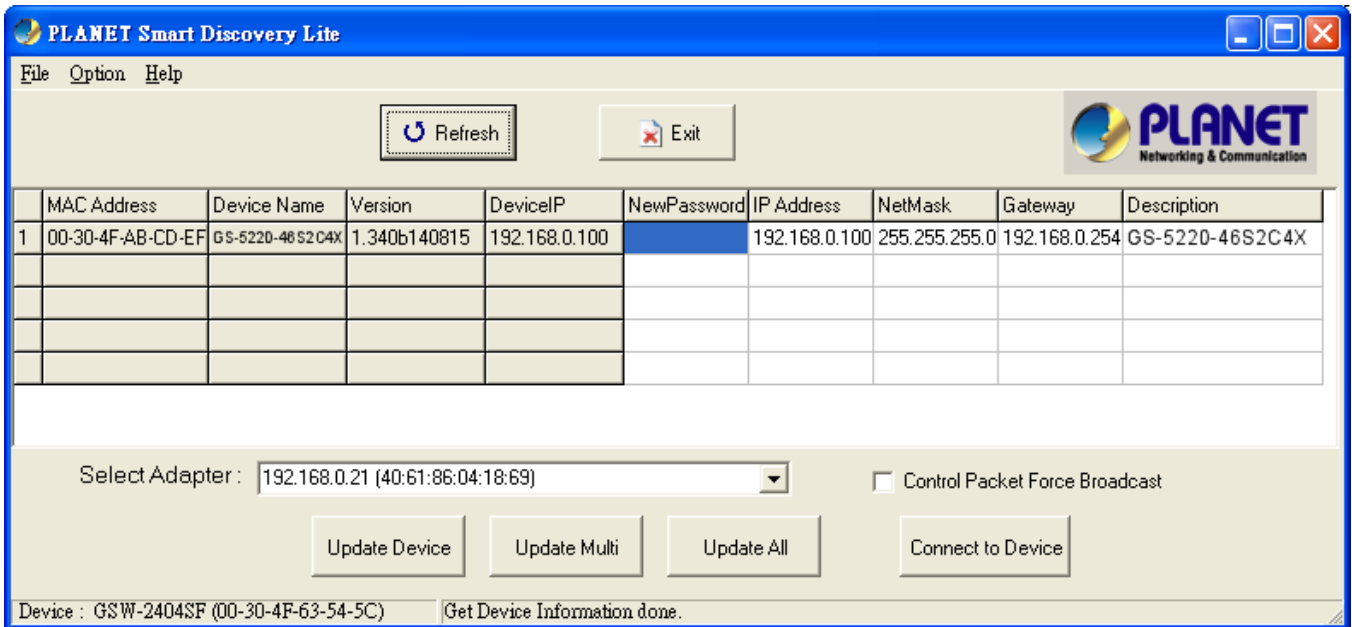 PLANET Smart Discovery Lite
File Option Help
Refresh Exit
PLANET
Networking & Communication
MAC Address Device Name Version DeviceIP NewPassword IP Address NetMask Gateway Description
1 00-30-4F-AB-CD-EF GS-5220-46S2C4X 1.340b140815 192.168.0.100 192.168.0.100 255.255.255.0 192.168.0.254 GS-5220-46S2C4X
Select Adapter : 192.168.0.21 (40:61:86:04:18:69) Control Packet Force Broadcast
Update Device Update Multi Update All Connect to Device
Device : GSW-2404SF (00-30-4F-63-54-5C) Get Device Information done.